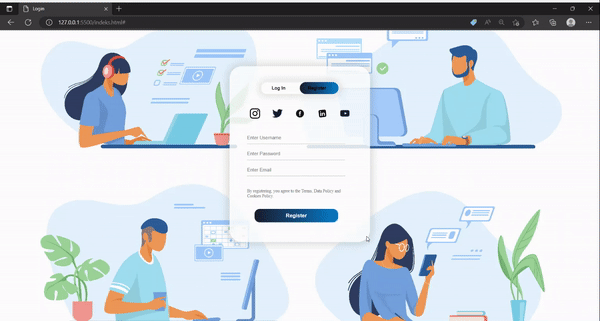 Login
127.0.0.1:5500/index.html#
Log In
Register
Enter Username
Enter Password
Enter Email
By registering, you agree to the Terms, Data Policy and
Cookies Policy.
Register